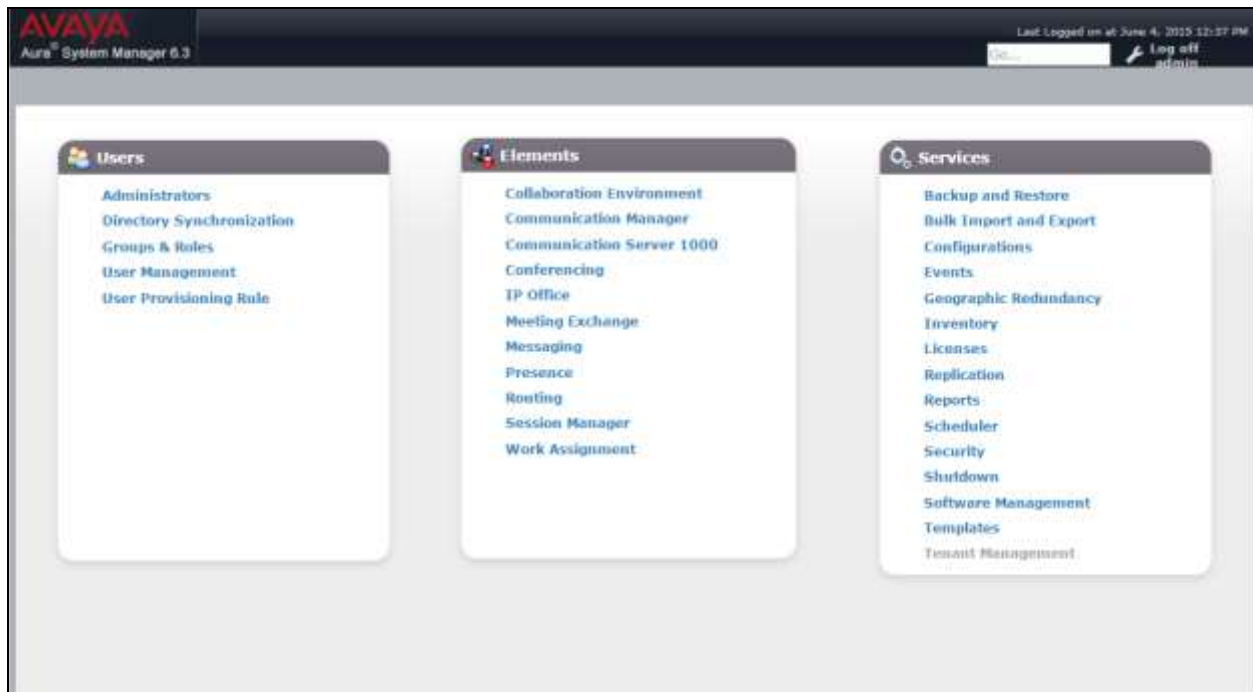 AVAYA
Aura® System Manager 6.3
Last Logged on at June 4, 2015 12:37 PM
Go...
Log off
admin
Users
Administrators
Directory Synchronization
Groups & Roles
User Management
User Provisioning Rule
Elements
Collaboration Environment
Communication Manager
Communication Server 1000
Conferencing
IP Office
Meeting Exchange
Messaging
Presence
Routing
Session Manager
Work Assignment
Services
Backup and Restore
Bulk Import and Export
Configurations
Events
Geographic Redundancy
Inventory
Licenses
Replication
Reports
Scheduler
Security
Shutdown
Software Management
Templates
Tenant Management